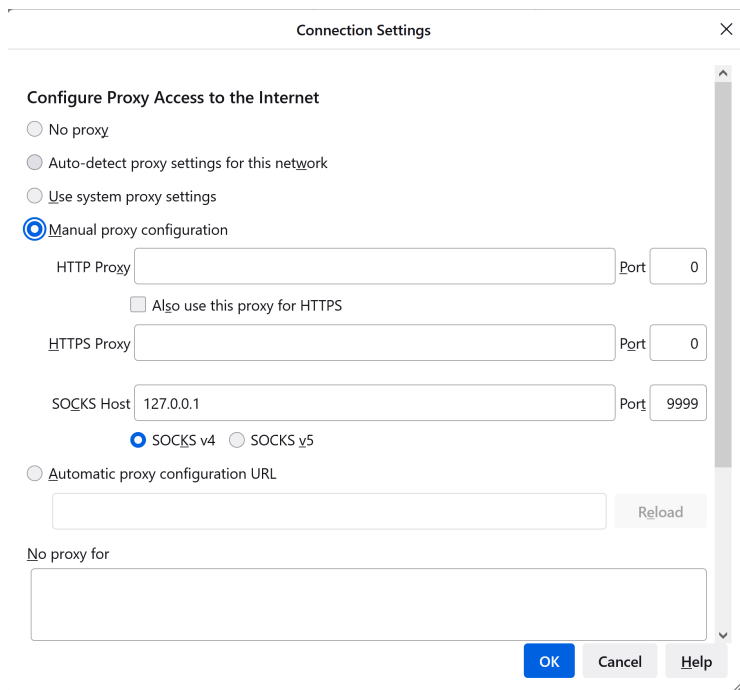 Connection Settings
Configure Proxy Access to the Internet
No proxy
Auto-detect proxy settings for this network
Use system proxy settings
Manual proxy configuration
HTTP Proxy Port 0
Also use this proxy for HTTPS
HTTPS Proxy Port 0
SOCKS Host 127.0.0.1 Port 9999
SOCKS v4 SOCKS v5
Automatic proxy configuration URL
Reload
No proxy for
OK Cancel Help